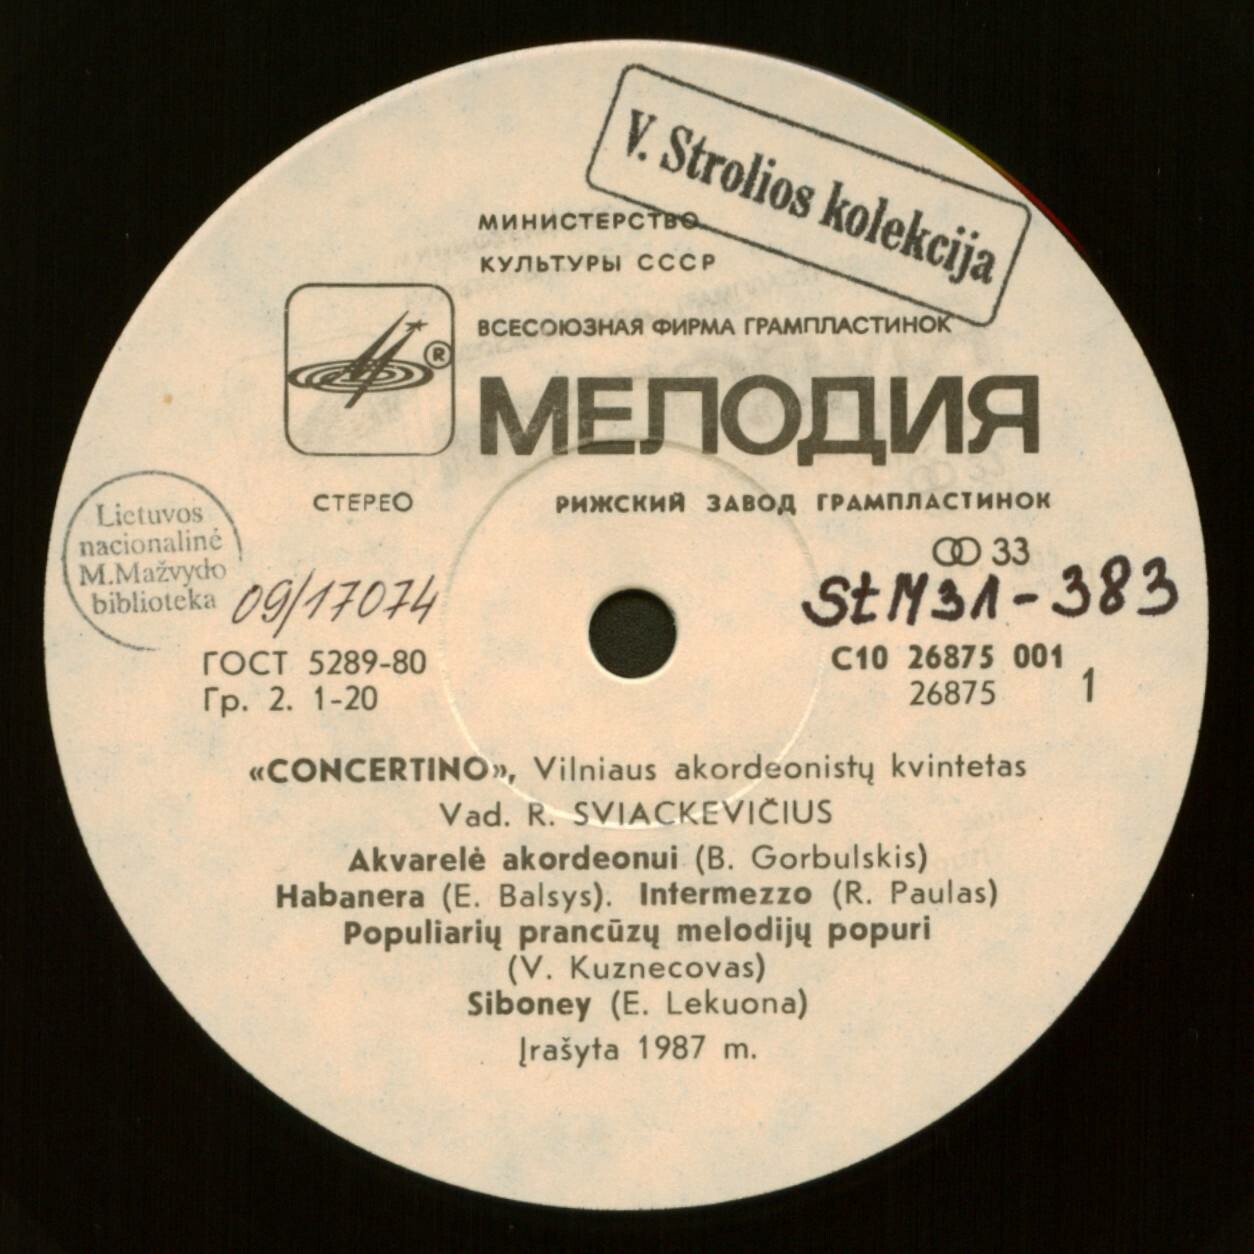 V. Strolios kolekcija
МИНИСТЕРСТВО
КУЛЬТУРЫ СССР
ВСЕСОЮЗНАЯ ФИРМА ГРАМПЛАСТИНОК
®
МЕЛОДИЯ
СТЕРЕО
РИЖСКИЙ ЗАВОД ГРАМПЛАСТИНОК
33
Lietuvos
nacionalinė
M.Mažvydo
biblioteka
09/17074
StМ31-383
ГОСТ 5289-80
Гр. 2. 1-20
С10 26875 001
26875
1
«CONCERTINO», Vilniaus akordeonistų kvintetas
Vad. R. SVIACKEVIČIUS
Akvarelė akordeonui (B. Gorbulskis)
Habanera (E. Balsys). Intermezzo (R. Paulas)
Populiarių prancūzų melodijų popuri
(V. Kuznecovas)
Siboney (E. Lekuona)
Įrašyta 1987 m.